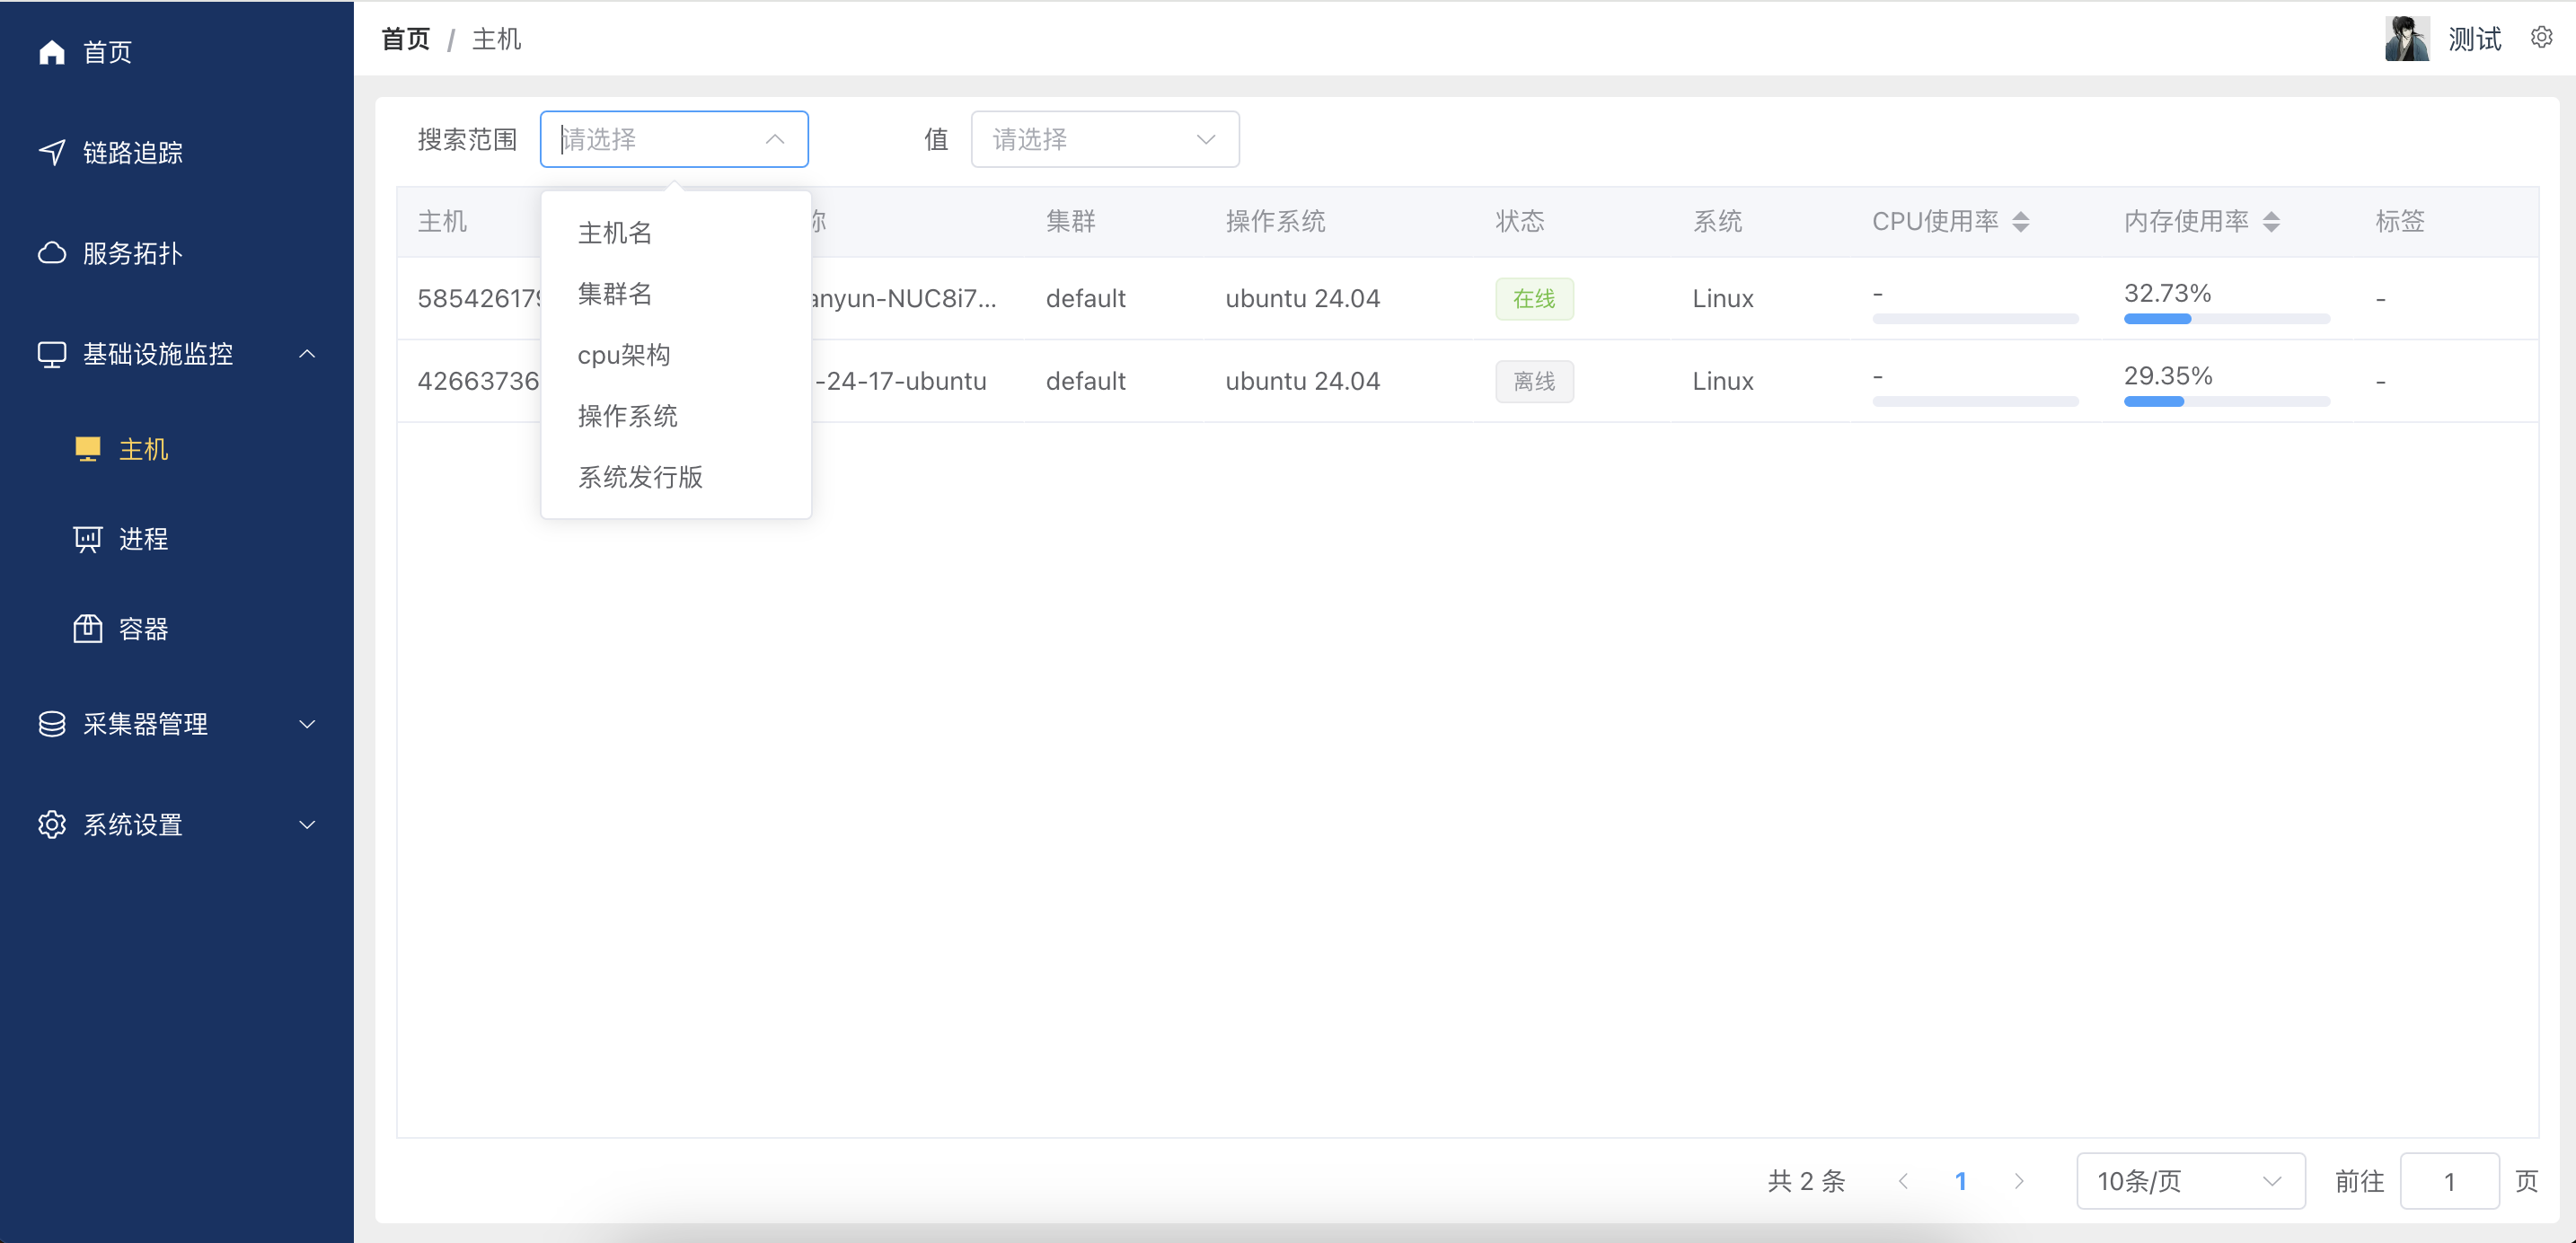 首页
链路追踪
服务拓扑
基础设施监控
主机
进程
容器
采集器管理
系统设置
首页 / 主机
测试
搜索范围 请选择 值 请选择
主机名
集群名
cpu架构
操作系统
系统发行版
主机 集群 操作系统 状态 系统 CPU使用率 内存使用率 标签
58542617 anyun-NUC8i7... default ubuntu 24.04 在线 Linux - 32.73% -
42663736 -24-17-ubuntu default ubuntu 24.04 离线 Linux - 29.35% -
共 2 条 1 10条/页 前往 1 页